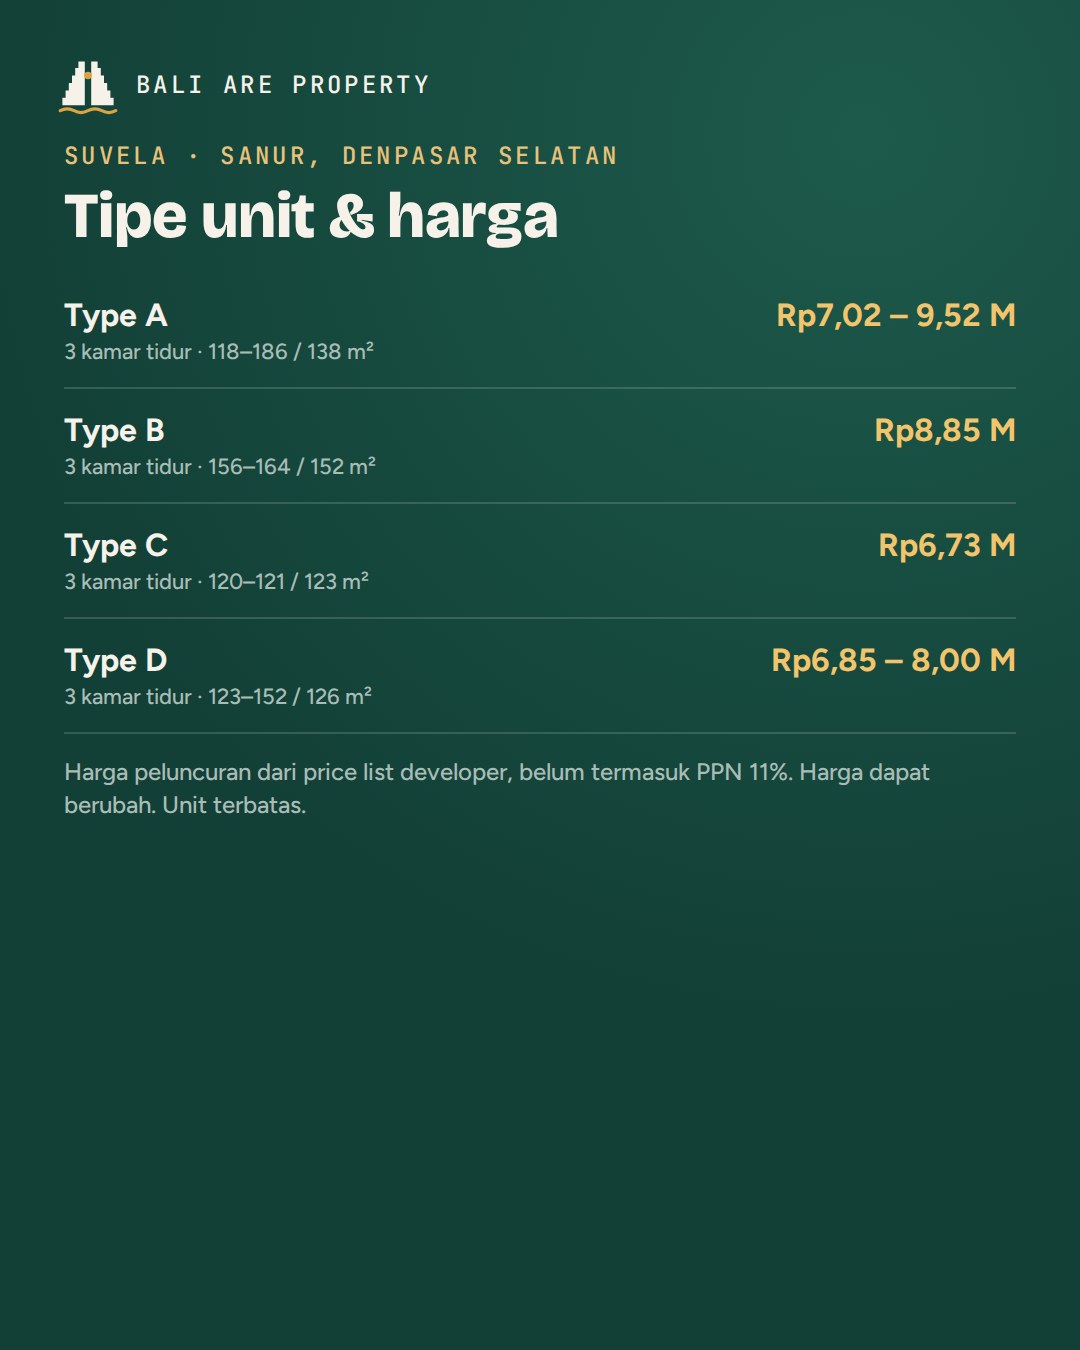 BALI ARE PROPERTY
SUVELA · SANUR, DENPASAR SELATAN
Tipe unit & harga
Type A
Rp7,02 – 9,52 M
3 kamar tidur · 118–186 / 138 m²
Type B
Rp8,85 M
3 kamar tidur · 156–164 / 152 m²
Type C
Rp6,73 M
3 kamar tidur · 120–121 / 123 m²
Type D
Rp6,85 – 8,00 M
3 kamar tidur · 123–152 / 126 m²
Harga peluncuran dari price list developer, belum termasuk PPN 11%. Harga dapat
berubah. Unit terbatas.